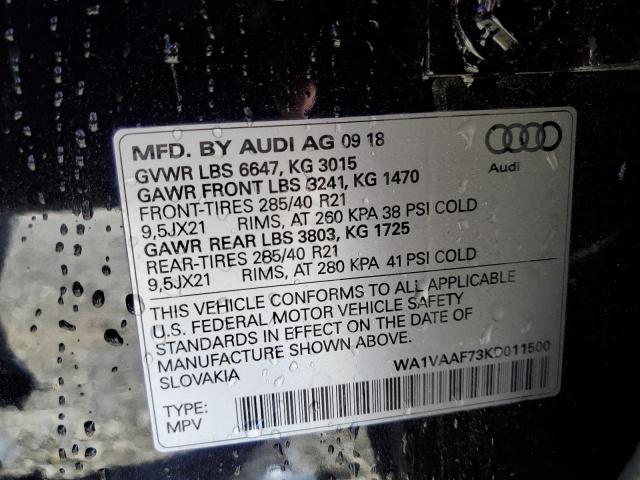 MFD. BY AUDI AG 09 18
GVWR LBS 6647, KG 3015
GAWR FRONT LBS 3241, KG 1470
FRONT-TIRES 285/40 R21
9,5JX21 RIMS, AT 260 KPA 38 PSI COLD
GAWR REAR LBS 3803, KG 1725
REAR-TIRES 285/40 R21
9,5JX21 RIMS, AT 280 KPA 41 PSI COLD
Audi
THIS VEHICLE CONFORMS TO ALL APPLICABLE
U.S. FEDERAL MOTOR VEHICLE SAFETY
STANDARDS IN EFFECT ON THE DATE OF
MANUFACTURE SHOWN ABOVE.
SLOVAKIA
WA1VAAF73KD011500
TYPE:
MPV